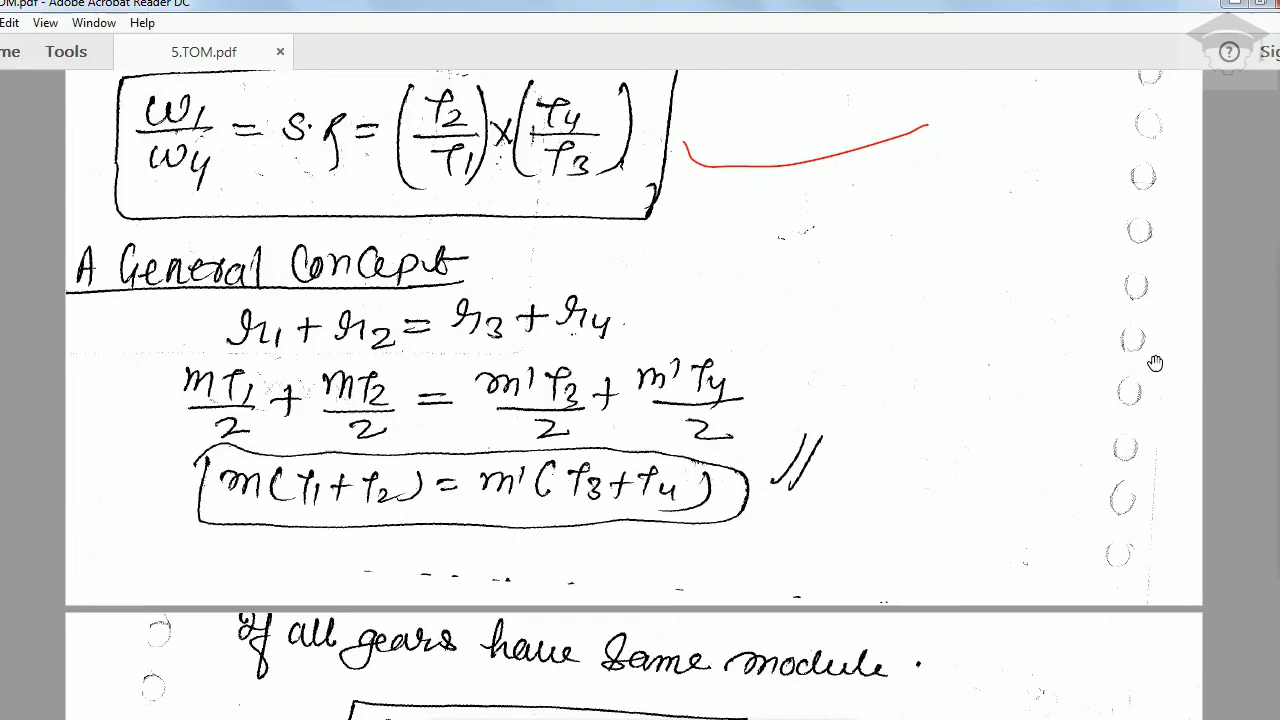 TOM.pdf - Adobe Acrobat Reader DC
Edit View Window Help
me Tools 5.TOM.pdf × ? Sig
ω1/ω4 = S.R = (T2/T1) × (T4/T3)
A General Concept
r1 + r2 = r3 + r4
mT1/2 + mT2/2 = m'T3/2 + m'T4/2
m(T1+T2) = m'(T3+T4) //
If all gears have same module.